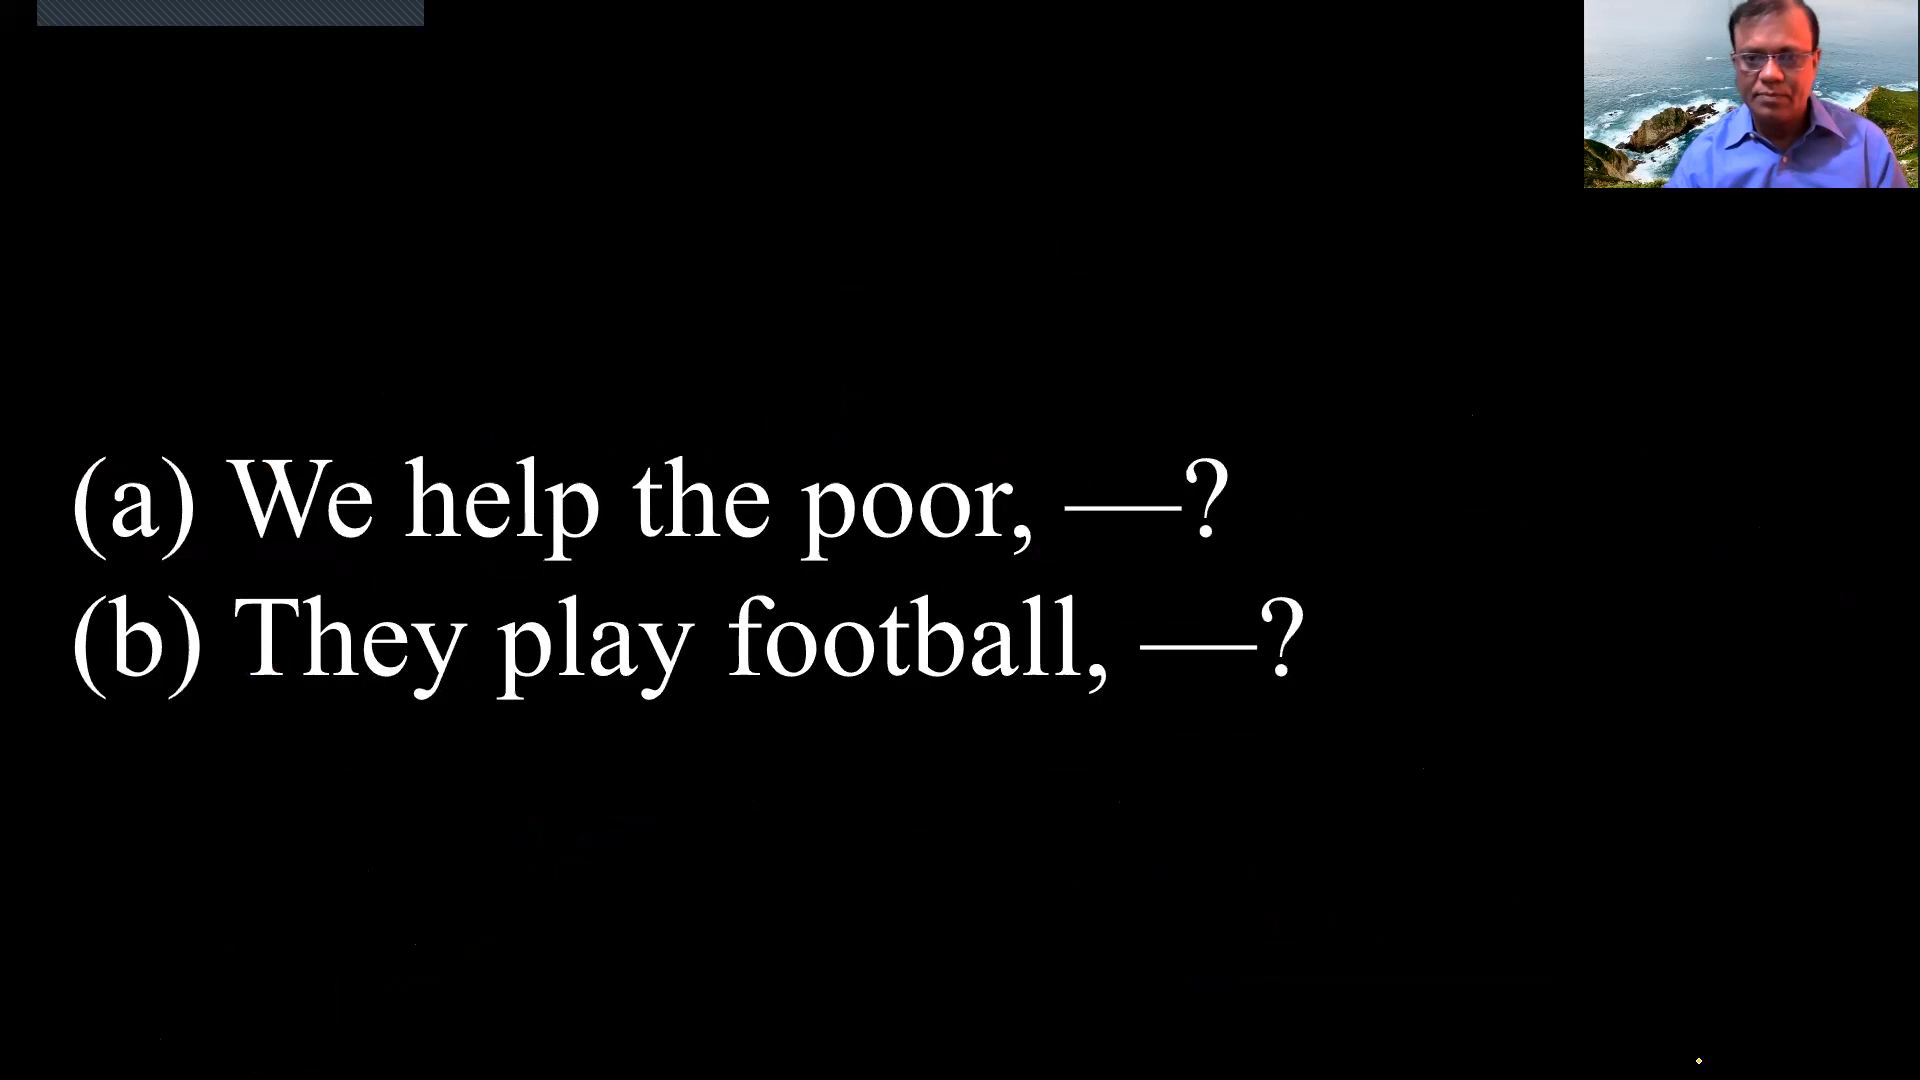 (a) We help the poor, —?
(b) They play football, —?